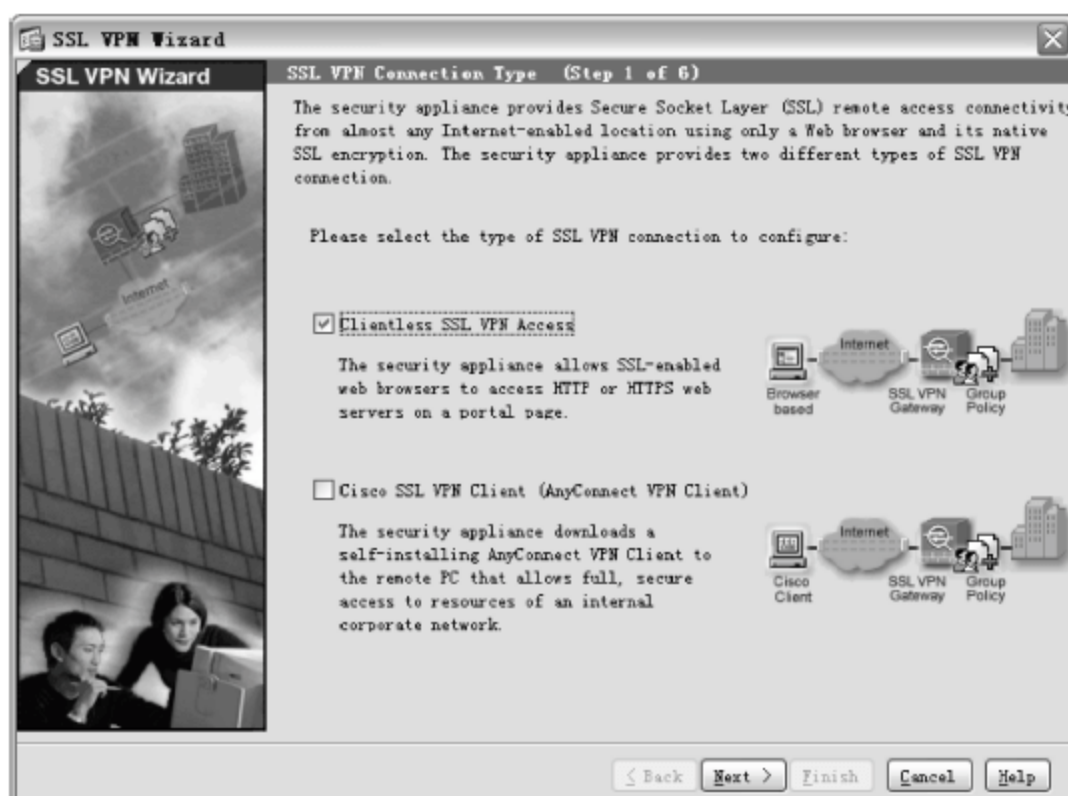 SSL VPN Wizard
SSL VPN Wizard
SSL VPN Connection Type (Step 1 of 6)
The security appliance provides Secure Socket Layer (SSL) remote access connectivity
from almost any Internet-enabled location using only a Web browser and its native
SSL encryption. The security appliance provides two different types of SSL VPN
connection.
Please select the type of SSL VPN connection to configure:
Internet
Clientless SSL VPN Access
The security appliance allows SSL-enabled
web browsers to access HTTP or HTTPS web
servers on a portal page.
Internet
Browser
based
SSL VPN
Gateway
Group
Policy
Cisco SSL VPN Client (AnyConnect VPN Client)
The security appliance downloads a
self-installing AnyConnect VPN Client to
the remote PC that allows full, secure
access to resources of an internal
corporate network.
Internet
Cisco
Client
SSL VPN
Gateway
Group
Policy
< Back
Next >
Finish
Cancel
Help